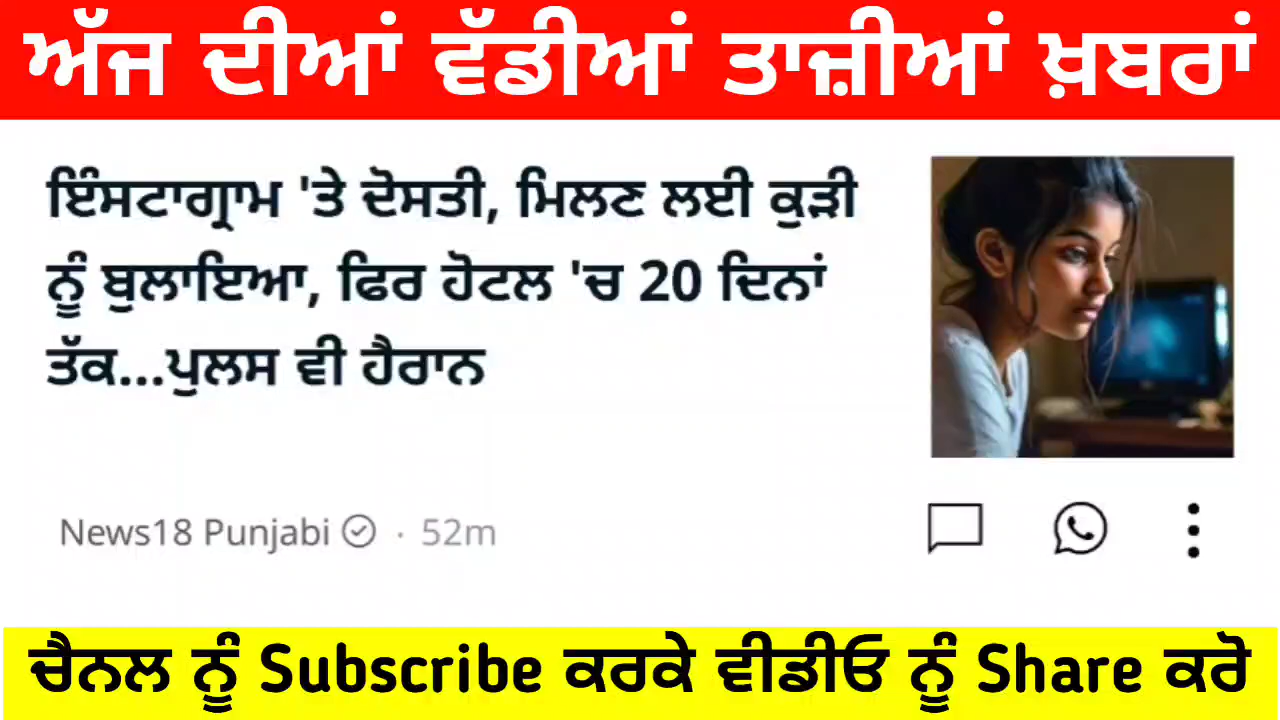 ਅੱਜ ਦੀਆਂ ਵੱਡੀਆਂ ਤਾਜ਼ੀਆਂ ਖ਼ਬਰਾਂ
ਇੰਸਟਾਗ੍ਰਾਮ 'ਤੇ ਦੋਸਤੀ, ਮਿਲਣ ਲਈ ਕੁੜੀ
ਨੂੰ ਬੁਲਾਇਆ, ਫਿਰ ਹੋਟਲ 'ਚ 20 ਦਿਨਾਂ
ਤੱਕ...ਪੁਲਸ ਵੀ ਹੈਰਾਨ
News18 Punjabi · 52m
ਚੈਨਲ ਨੂੰ Subscribe ਕਰਕੇ ਵੀਡੀਓ ਨੂੰ Share ਕਰੋ